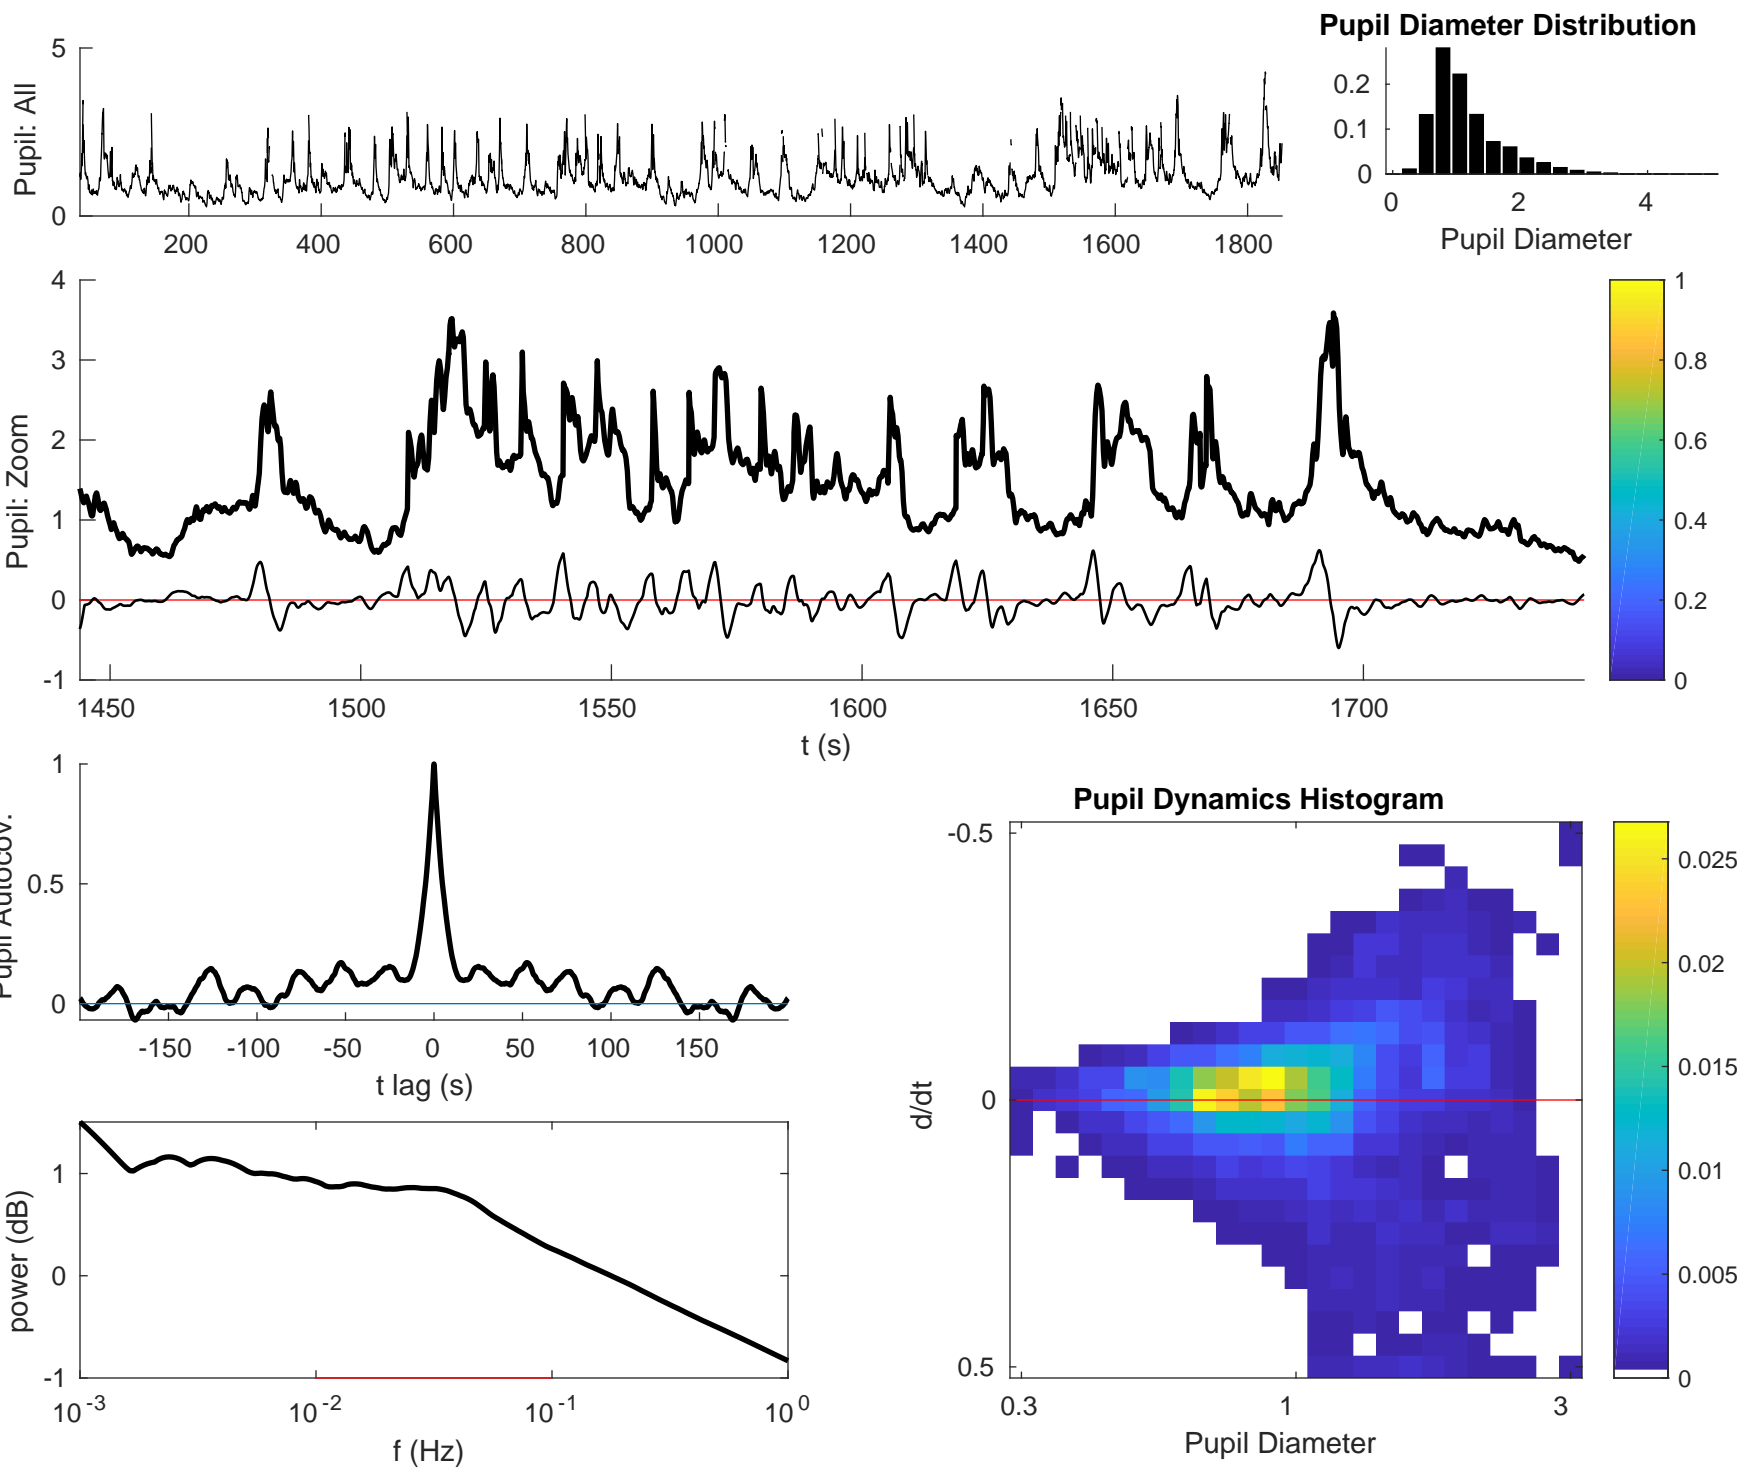 Pupil Diameter Distribution
Pupil: All
5
0
200 400 600 800 1000 1200 1400 1600 1800
0.2
0.1
0
0 2 4
Pupil Diameter
Pupil: Zoom
4
3
2
1
0
-1
1450 1500 1550 1600 1650 1700
t (s)
1
0.8
0.6
0.4
0.2
0
Pupil Autocov.
1
0.5
0
-150 -100 -50 0 50 100 150
t lag (s)
power (dB)
1
0
-1
10-3 10-2 10-1 100
f (Hz)
Pupil Dynamics Histogram
d/dt
-0.5
0
0.5
0.3 1 3
Pupil Diameter
0.025
0.02
0.015
0.01
0.005
0